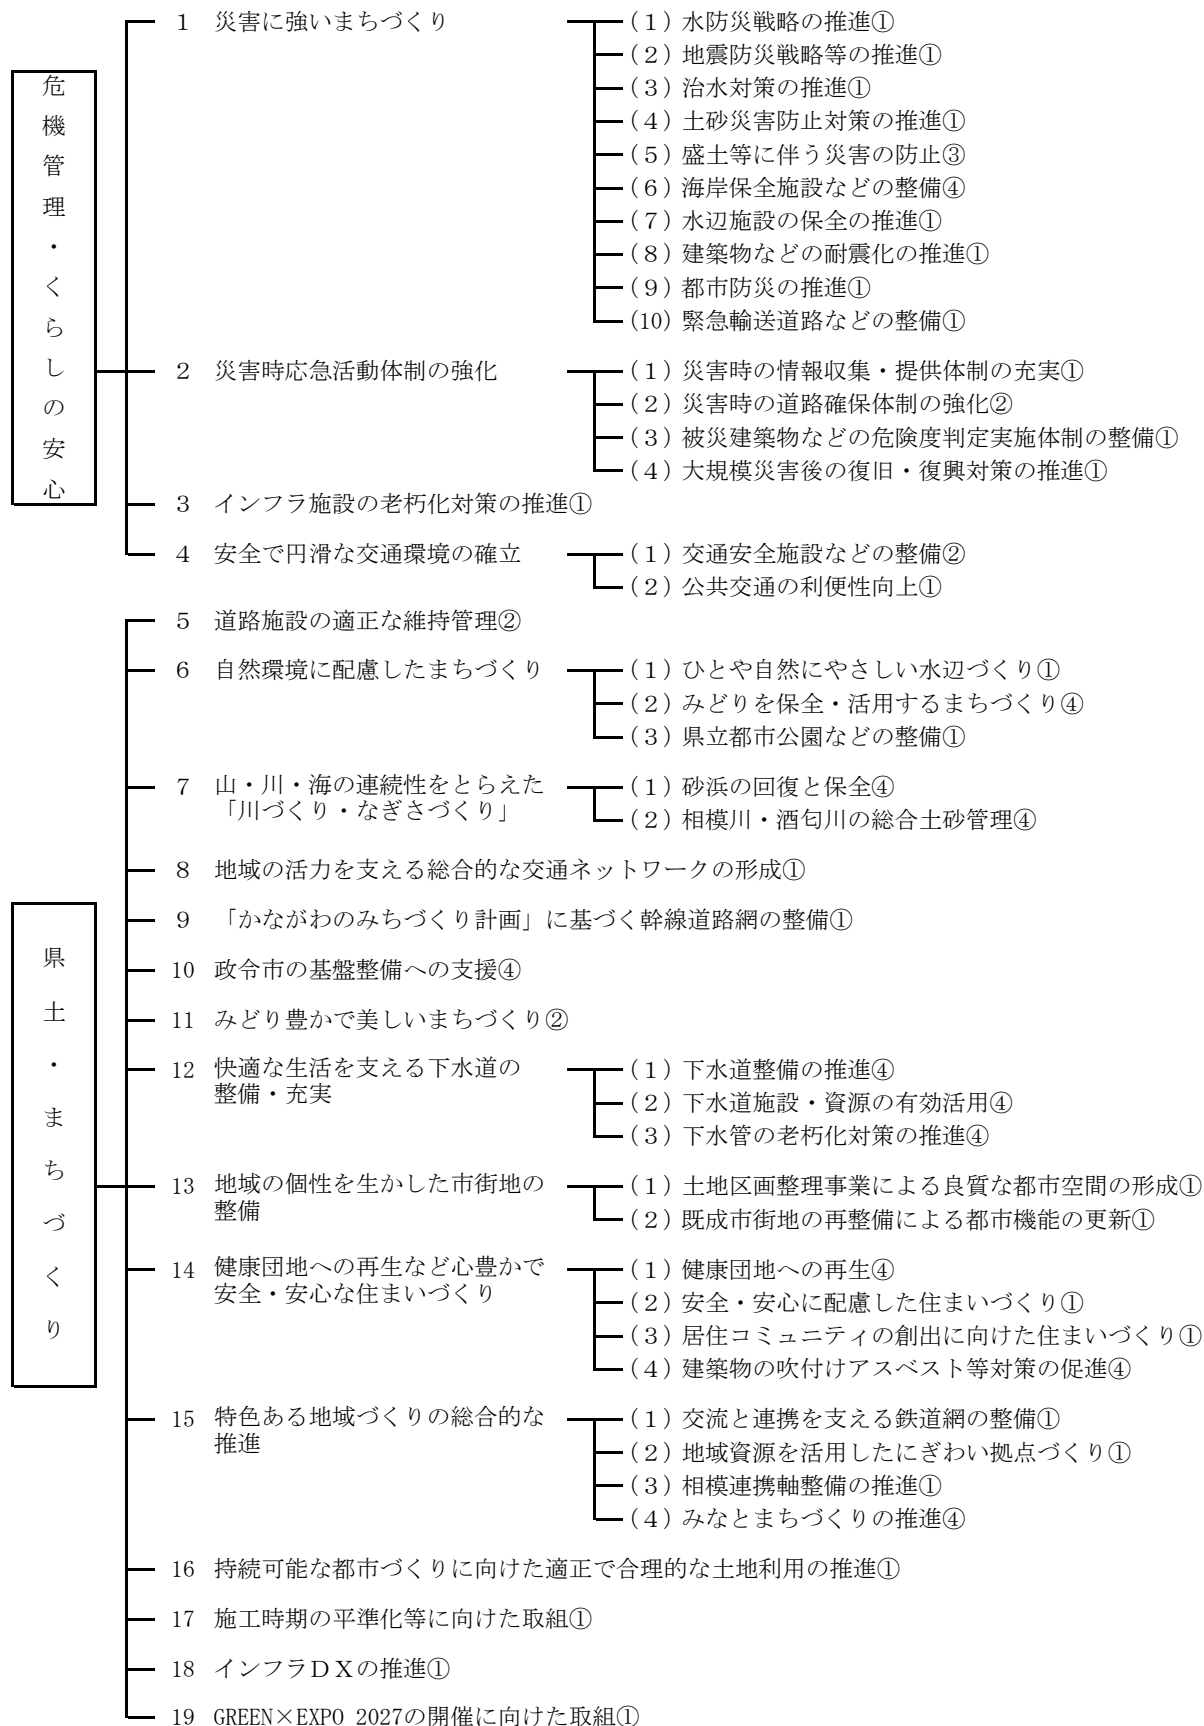 危機管理・くらしの安心
1 災害に強いまちづくり
(1)水防災戦略の推進①
(2)地震防災戦略等の推進①
(3)治水対策の推進①
(4)土砂災害防止対策の推進①
(5)盛土等に伴う災害の防止③
(6)海岸保全施設などの整備④
(7)水辺施設の保全の推進①
(8)建築物などの耐震化の推進①
(9)都市防災の推進①
(10)緊急輸送道路などの整備①
2 災害時応急活動体制の強化
(1)災害時の情報収集・提供体制の充実①
(2)災害時の道路確保体制の強化②
(3)被災建築物などの危険度判定実施体制の整備①
(4)大規模災害後の復旧・復興対策の推進①
3 インフラ施設の老朽化対策の推進①
4 安全で円滑な交通環境の確立
(1)交通安全施設などの整備②
(2)公共交通の利便性向上①
県土・まちづくり
5 道路施設の適正な維持管理②
6 自然環境に配慮したまちづくり
(1)ひとや自然にやさしい水辺づくり①
(2)みどりを保全・活用するまちづくり④
(3)県立都市公園などの整備①
7 山・川・海の連続性をとらえた
「川づくり・なぎさづくり」
(1)砂浜の回復と保全④
(2)相模川・酒匂川の総合土砂管理④
8 地域の活力を支える総合的な交通ネットワークの形成①
9 「かながわのみちづくり計画」に基づく幹線道路網の整備①
10 政令市の基盤整備への支援④
11 みどり豊かで美しいまちづくり②
12 快適な生活を支える下水道の
整備・充実
(1)下水道整備の推進④
(2)下水道施設・資源の有効活用④
(3)下水管の老朽化対策の推進④
13 地域の個性を生かした市街地の
整備
(1)土地区画整理事業による良質な都市空間の形成①
(2)既成市街地の再整備による都市機能の更新①
14 健康団地への再生など心豊かで
安全・安心な住まいづくり
(1)健康団地への再生④
(2)安全・安心に配慮した住まいづくり①
(3)居住コミュニティの創出に向けた住まいづくり①
(4)建築物の吹付けアスベスト等対策の促進④
15 特色ある地域づくりの総合的な
推進
(1)交流と連携を支える鉄道網の整備①
(2)地域資源を活用したにぎわい拠点づくり①
(3)相模連携軸整備の推進①
(4)みなとまちづくりの推進④
16 持続可能な都市づくりに向けた適正で合理的な土地利用の推進①
17 施工時期の平準化等に向けた取組①
18 インフラDXの推進①
19 GREEN×EXPO 2027の開催に向けた取組①